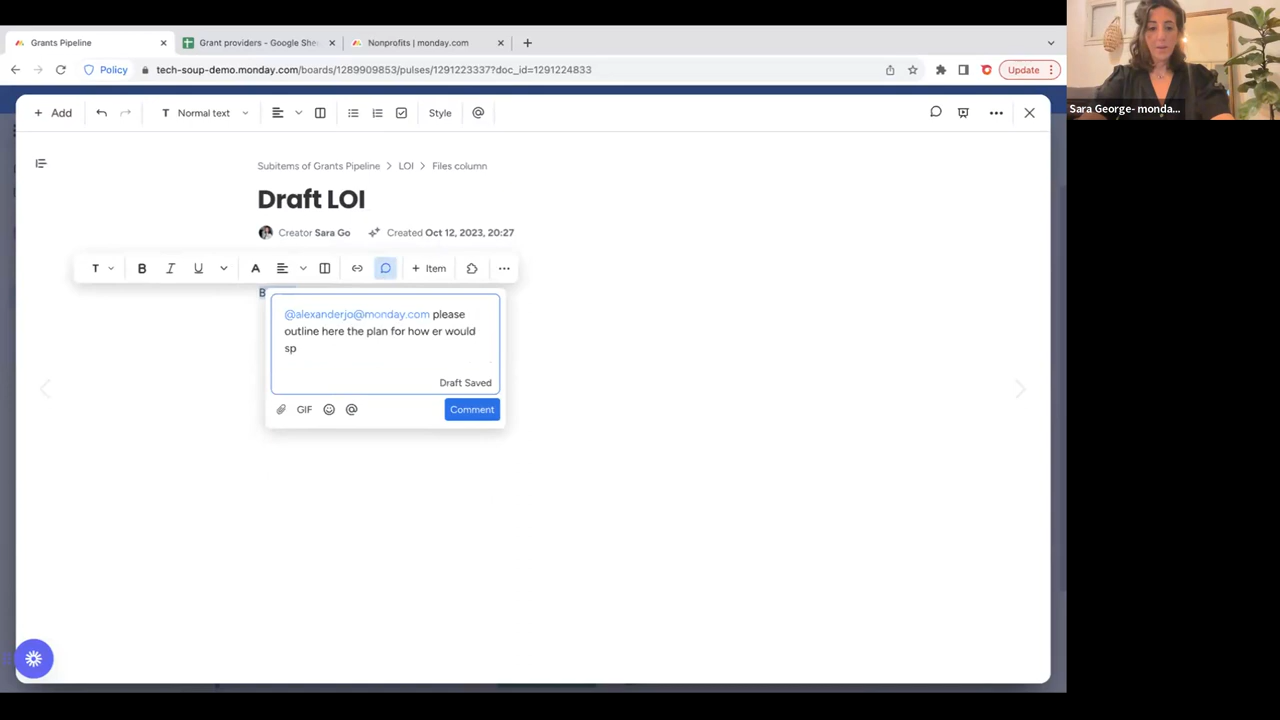 Grants Pipeline
Grant providers - Google She
Nonprofits | monday.com
Policy
tech-soup-demo.monday.com/boards/1289909853/pulses/1291223337?doc_id=1291224833
Update
Sara George- monda...
Add
Normal text
Style
Subitems of Grants Pipeline > LOI > Files column
Draft LOI
Creator Sara Go
Created Oct 12, 2023, 20:27
T
B
I
U
A
+ Item
B
@alexanderjo@monday.com please
outline here the plan for how er would
sp
Draft Saved
GIF
Comment